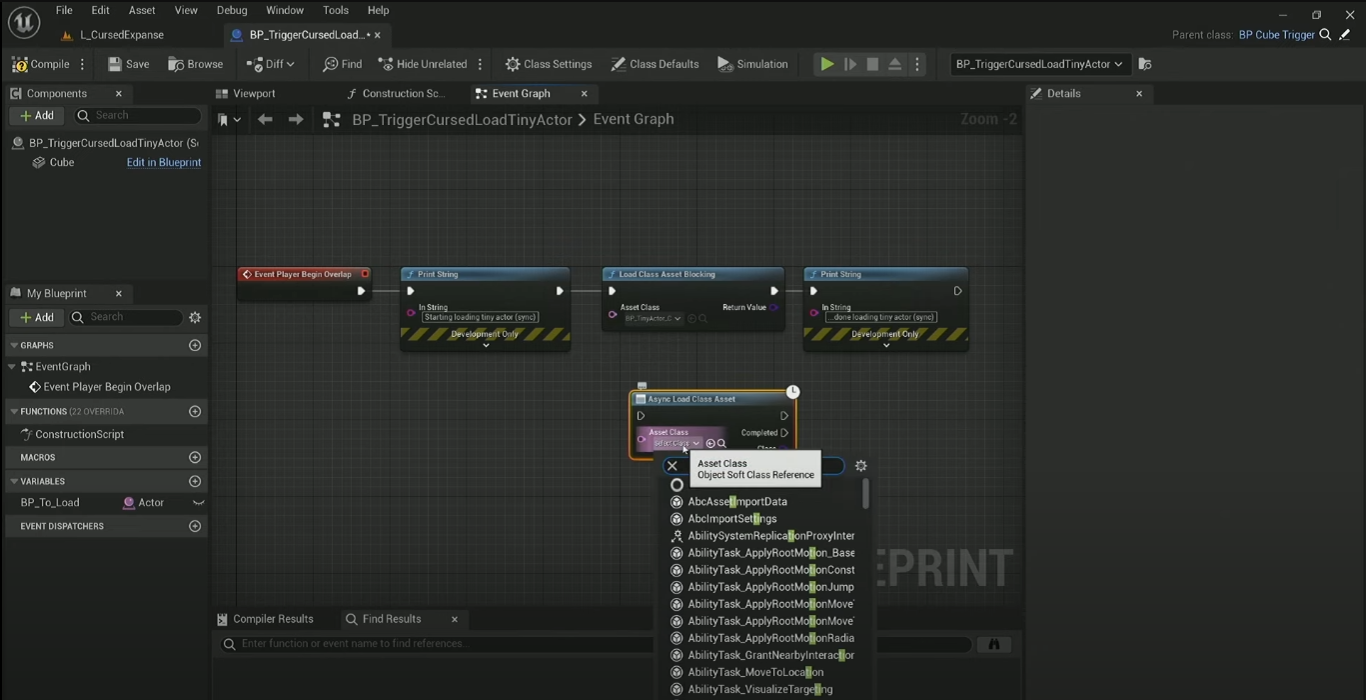 File Edit Asset View Debug Window Tools Help
L_CursedExpanse
BP_TriggerCursedLoad...•
Parent class: BP Cube Trigger
Compile Save Browse Diff Find Hide Unrelated Class Settings Class Defaults Simulation BP_TriggerCursedLoadTinyActor
Components Viewport Construction Sc... Event Graph Details
+ Add Search
BP_TriggerCursedLoadTinyActor > Event Graph Zoom -2
BP_TriggerCursedLoadTinyActor (S
Cube Edit in Blueprint
Event Player Begin Overlap
Print String
In String
Starting loading tiny actor (sync)
Development Only
Load Class Asset Blocking
Asset Class Return Value
BP_TinyActor_C
Print String
In String
...done loading tiny actor (sync)
Development Only
My Blueprint
+ Add Search
GRAPHS
EventGraph
Event Player Begin Overlap
FUNCTIONS (22 OVERRIDA
ConstructionScript
MACROS
VARIABLES
BP_To_Load Actor
EVENT DISPATCHERS
Async Load Class Asset
Asset Class Completed
Select Class
Asset Class
Object Soft Class Reference
AbcAssetImportData
AbcImportSettings
AbilitySystemReplicationProxyInter
AbilityTask_ApplyRootMotion_Base
AbilityTask_ApplyRootMotionConst
AbilityTask_ApplyRootMotionJump
AbilityTask_ApplyRootMotionMoveT
AbilityTask_ApplyRootMotionMoveT
AbilityTask_ApplyRootMotionRadia
AbilityTask_GrantNearbyInteraction
AbilityTask_MoveToLocation
AbilityTask_VisualizeTargeting
EPRINT
Compiler Results Find Results
Enter function or event name to find references...